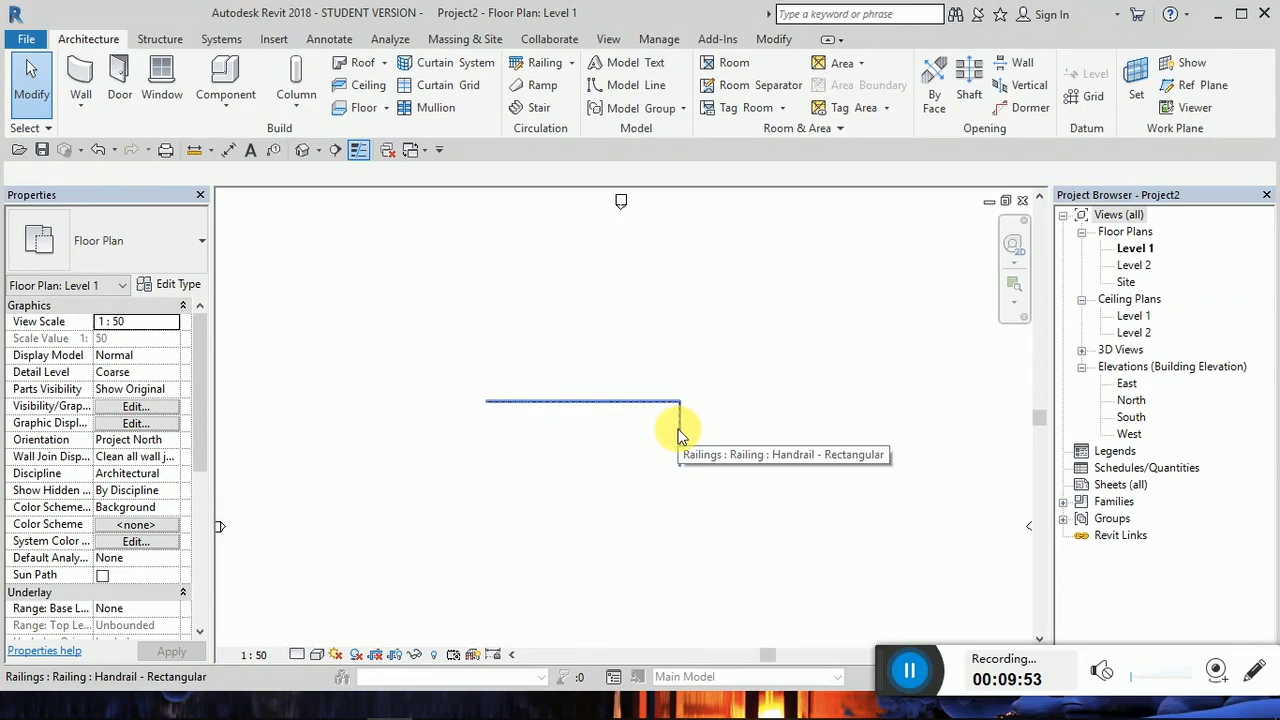 Autodesk Revit 2018 - STUDENT VERSION - Project2 - Floor Plan: Level 1
Type a keyword or phrase
Sign In
File Architecture Structure Systems Insert Annotate Analyze Massing & Site Collaborate View Manage Add-Ins Modify
Modify
Wall
Door
Window
Component
Column
Roof
Ceiling
Floor
Curtain System
Curtain Grid
Mullion
Railing
Ramp
Stair
Model Text
Model Line
Model Group
Room
Room Separator
Tag Room
Area
Area Boundary
Tag Area
By
Face
Shaft
Wall
Vertical
Dormer
Level
Grid
Set
Show
Ref Plane
Viewer
Select Build Circulation Model Room & Area Opening Datum Work Plane
Properties
Floor Plan
Floor Plan: Level 1 Edit Type
Graphics
View Scale 1 : 50
Scale Value 1: 50
Display Model Normal
Detail Level Coarse
Parts Visibility Show Original
Visibility/Grap... Edit...
Graphic Displ... Edit...
Orientation Project North
Wall Join Disp... Clean all wall j...
Discipline Architectural
Show Hidden ... By Discipline
Color Scheme... Background
Color Scheme <none>
System Color ... Edit...
Default Analy... None
Sun Path
Underlay
Range: Base L... None
Range: Top Le... Unbounded
Properties help Apply
2D
Railings : Railing : Handrail - Rectangular
Project Browser - Project2
Views (all)
Floor Plans
Level 1
Level 2
Site
Ceiling Plans
Level 1
Level 2
3D Views
Elevations (Building Elevation)
East
North
South
West
Legends
Schedules/Quantities
Sheets (all)
Families
Groups
Revit Links
1 : 50
Railings : Railing : Handrail - Rectangular
:0
Main Model
Recording...
00:09:53